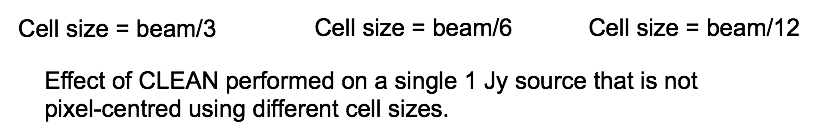 Cell size = beam/3 Cell size = beam/6 Cell size = beam/12
Effect of CLEAN performed on a single 1 Jy source that is not
pixel-centred using different cell sizes.